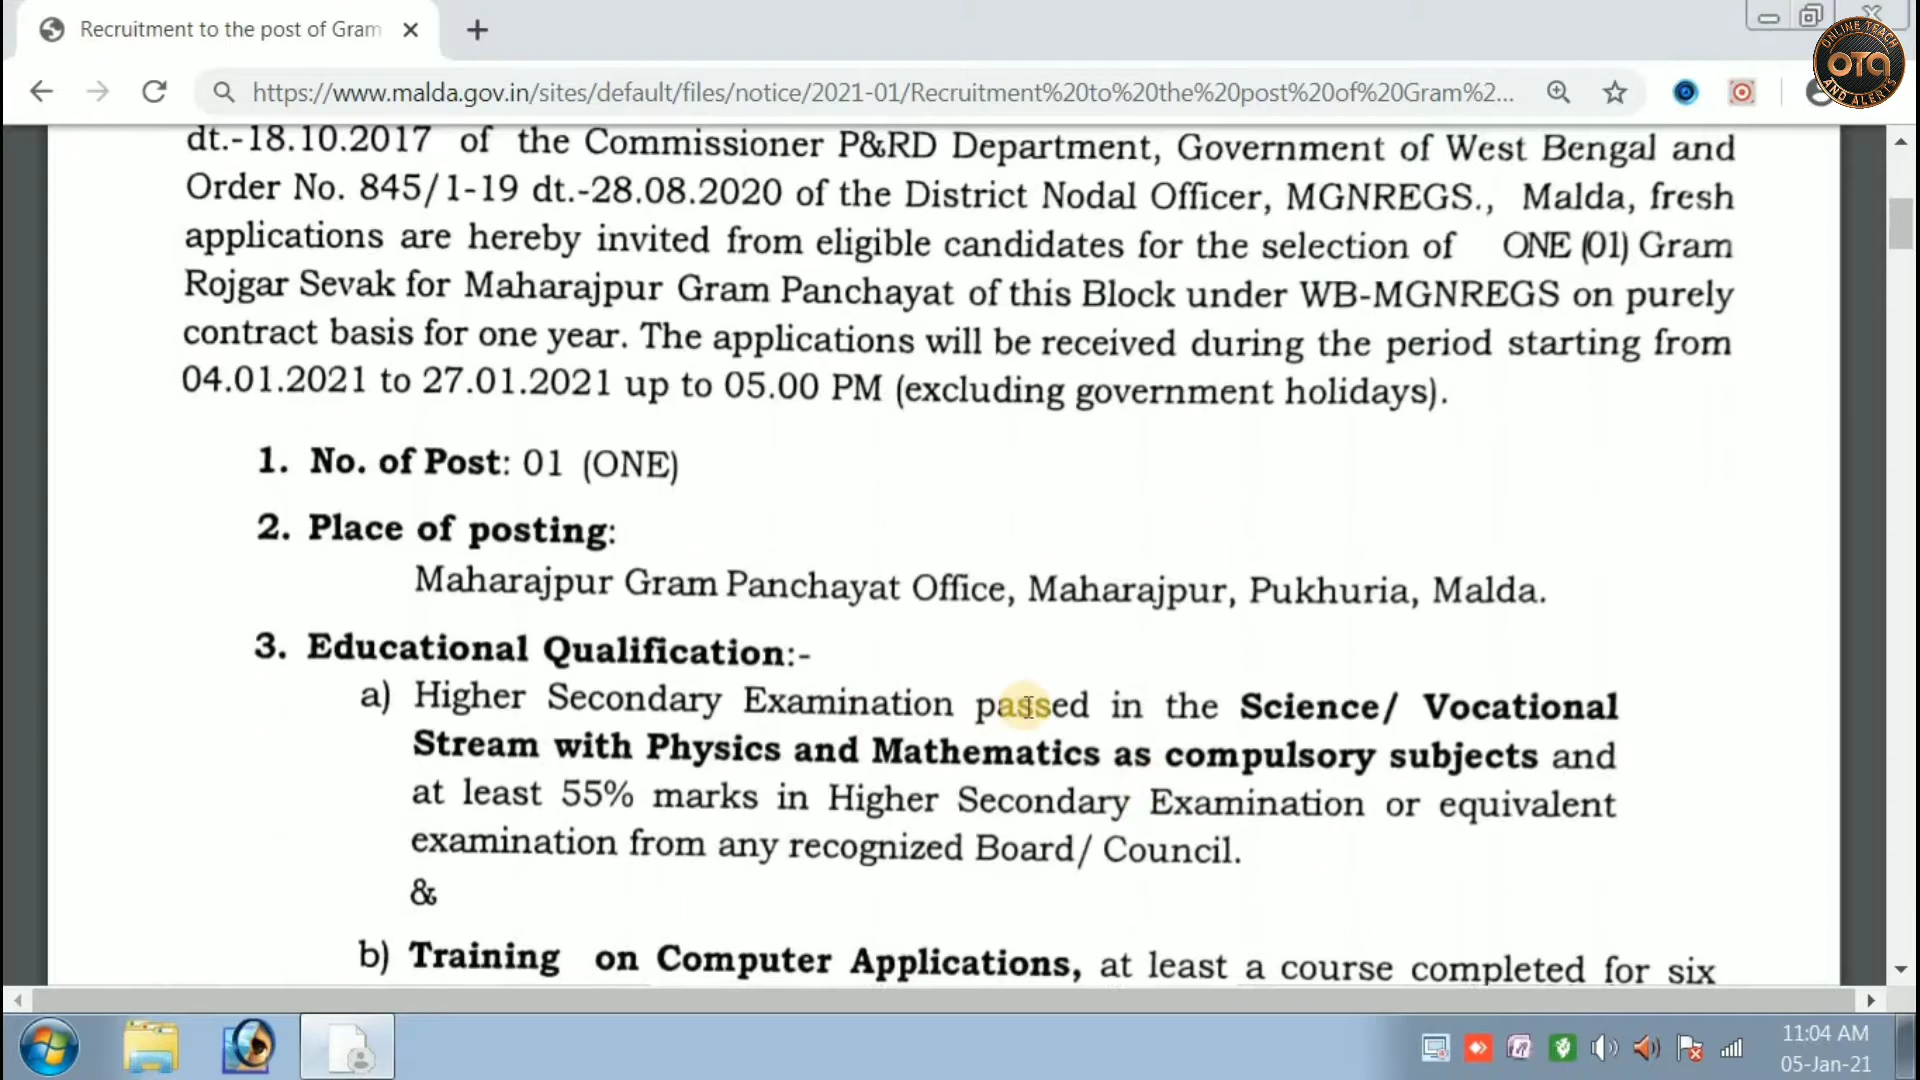 Recruitment to the post of Gram
https://www.malda.gov.in/sites/default/files/notice/2021-01/Recruitment%20to%20the%20post%20of%20Gram%2...
ONLINE TEACH
OTA
AND ALERTS
dt.-18.10.2017 of the Commissioner P&RD Department, Government of West Bengal and
Order No. 845/1-19 dt.-28.08.2020 of the District Nodal Officer, MGNREGS., Malda, fresh
applications are hereby invited from eligible candidates for the selection of ONE (01) Gram
Rojgar Sevak for Maharajpur Gram Panchayat of this Block under WB-MGNREGS on purely
contract basis for one year. The applications will be received during the period starting from
04.01.2021 to 27.01.2021 up to 05.00 PM (excluding government holidays).
1. No. of Post: 01 (ONE)
2. Place of posting:
Maharajpur Gram Panchayat Office, Maharajpur, Pukhuria, Malda.
3. Educational Qualification:-
a) Higher Secondary Examination passed in the Science/ Vocational
Stream with Physics and Mathematics as compulsory subjects and
at least 55% marks in Higher Secondary Examination or equivalent
examination from any recognized Board/ Council.
&
b) Training on Computer Applications, at least a course completed for six
11:04 AM
05-Jan-21